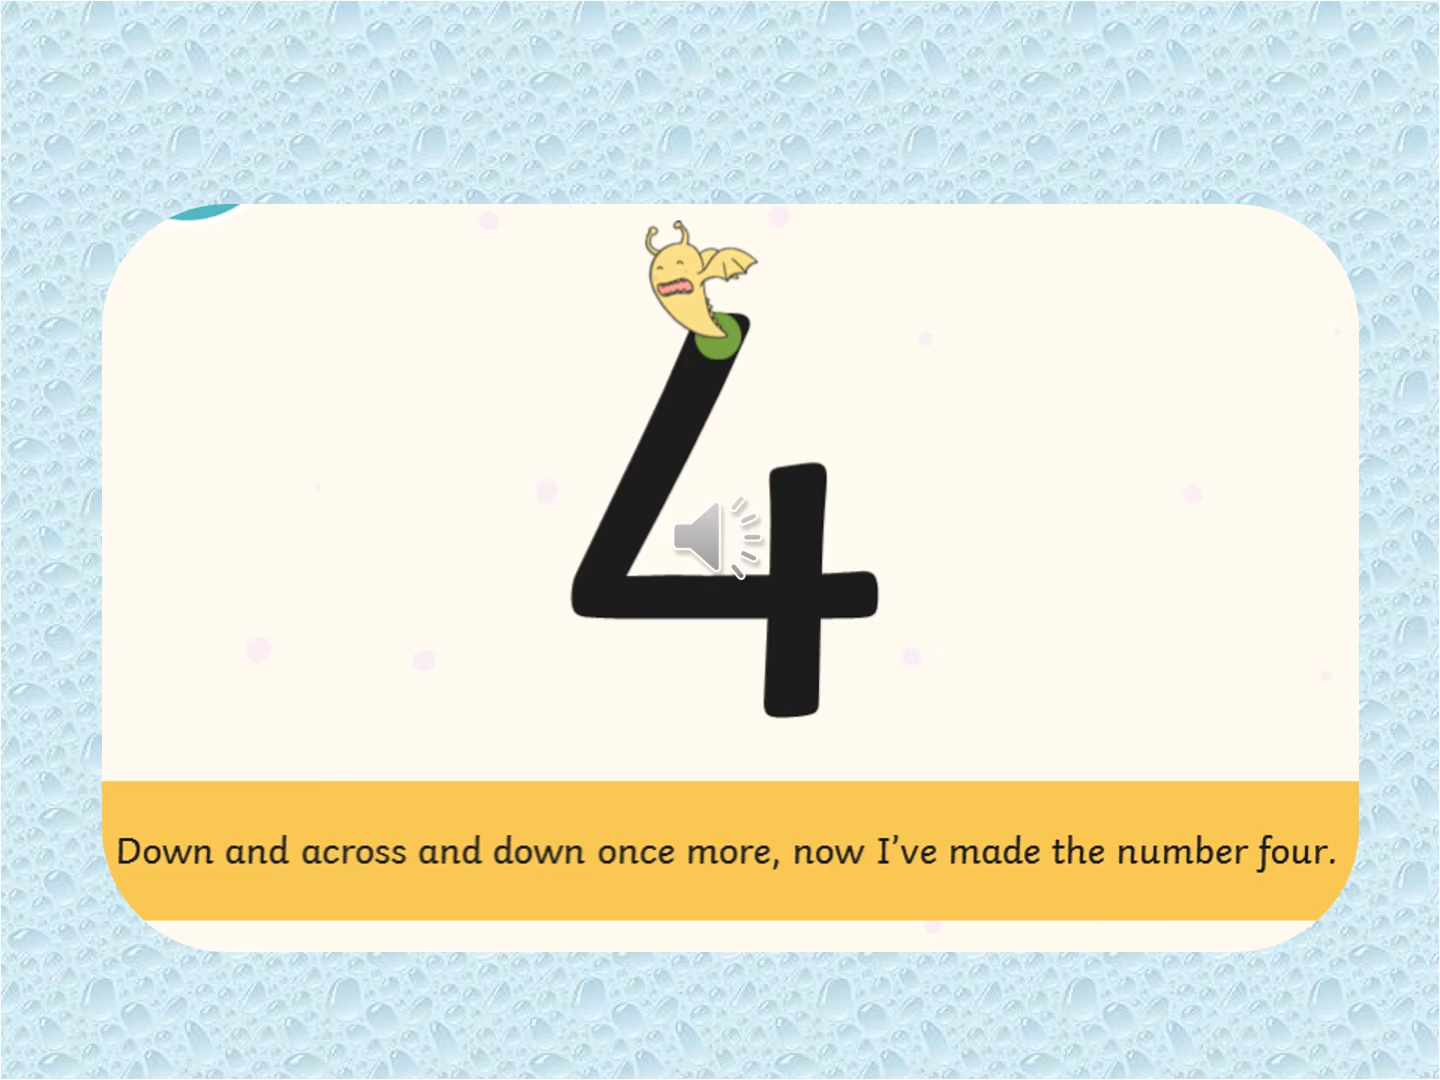 4
Down and across and down once more, now I’ve made the number four.